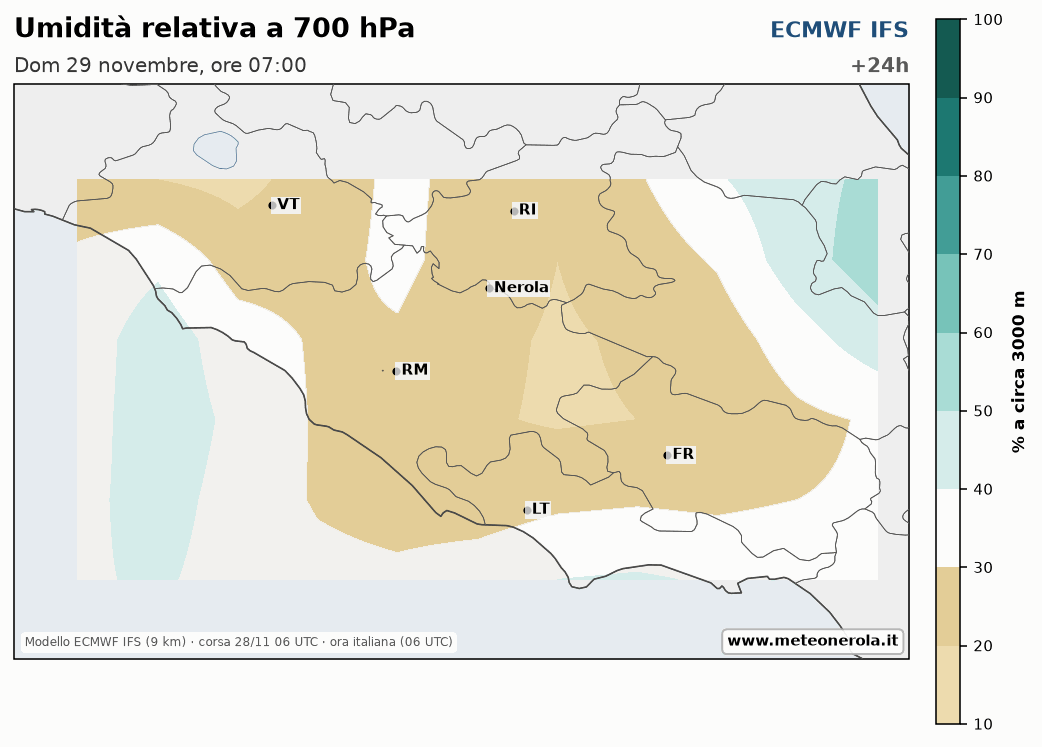 Umidità relativa a 700 hPa
ECMWF IFS
Dom 29 novembre, ore 07:00
+24h
VT
RI
Nerola
RM
FR
LT
Modello ECMWF IFS (9 km) · corsa 28/11 06 UTC · ora italiana (06 UTC)
www.meteonerola.it
100
90
80
70
60
50
40
30
20
10
% a circa 3000 m